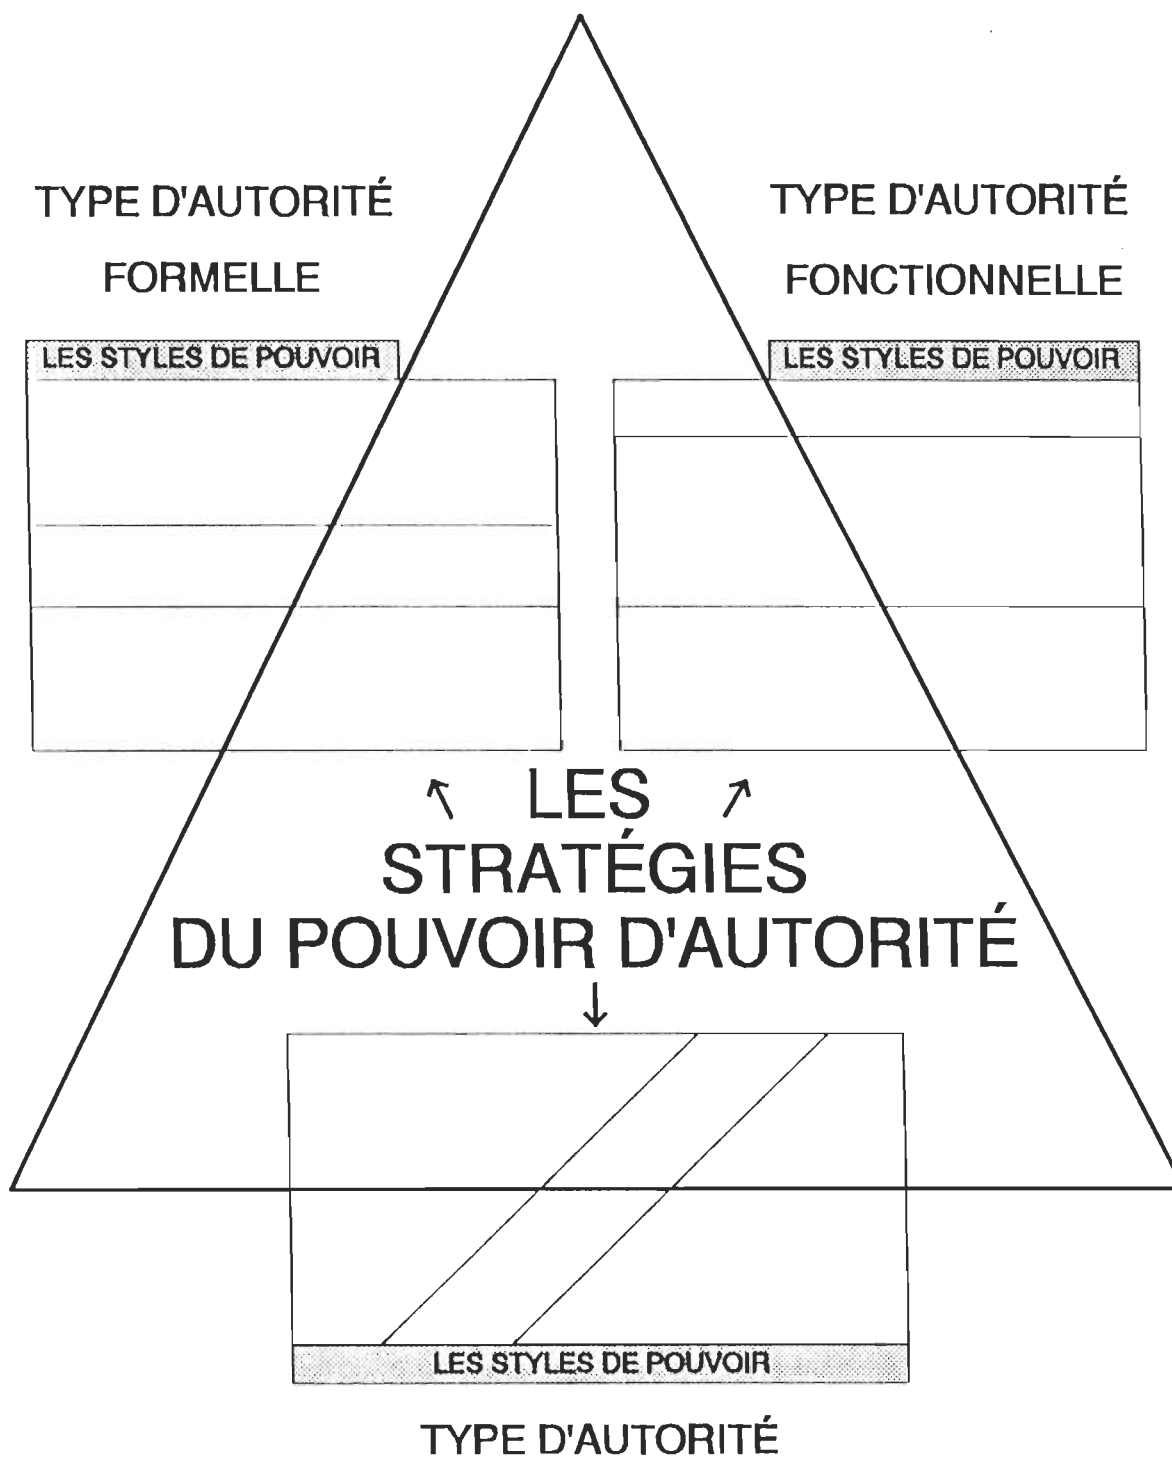 TYPE D'AUTORITÉ
FORMELLE
LES STYLES DE POUVOIR
TYPE D'AUTORITÉ
FONCTIONNELLE
LES STYLES DE POUVOIR
LES
STRATÉGIES
DU POUVOIR D'AUTORITÉ
LES STYLES DE POUVOIR
TYPE D'AUTORITÉ